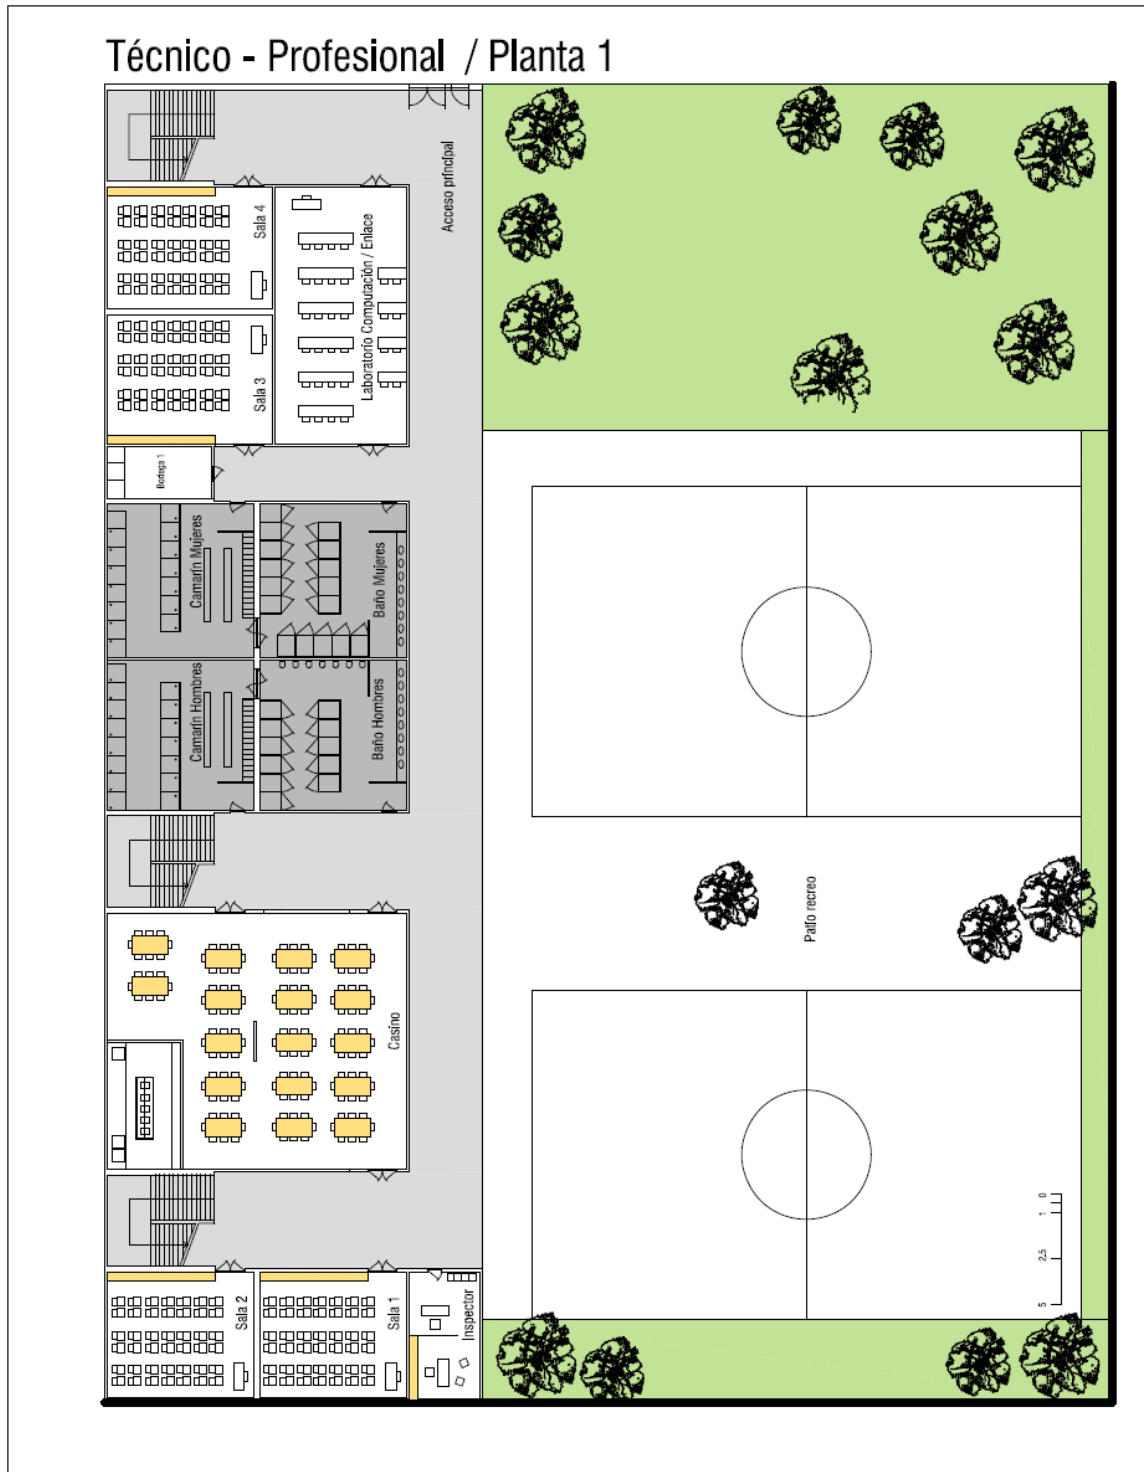 Técnico - Profesional / Planta 1
Acceso principal
Sala 4
Laboratorio Computación / Enlace
Sala 3
Bodega 1
Camarín Mujeres
Baño Mujeres
Camarín Hombres
Baño Hombres
Patio recreo
Casino
0
1
2.5
5
Sala 2
Sala 1
Inspector